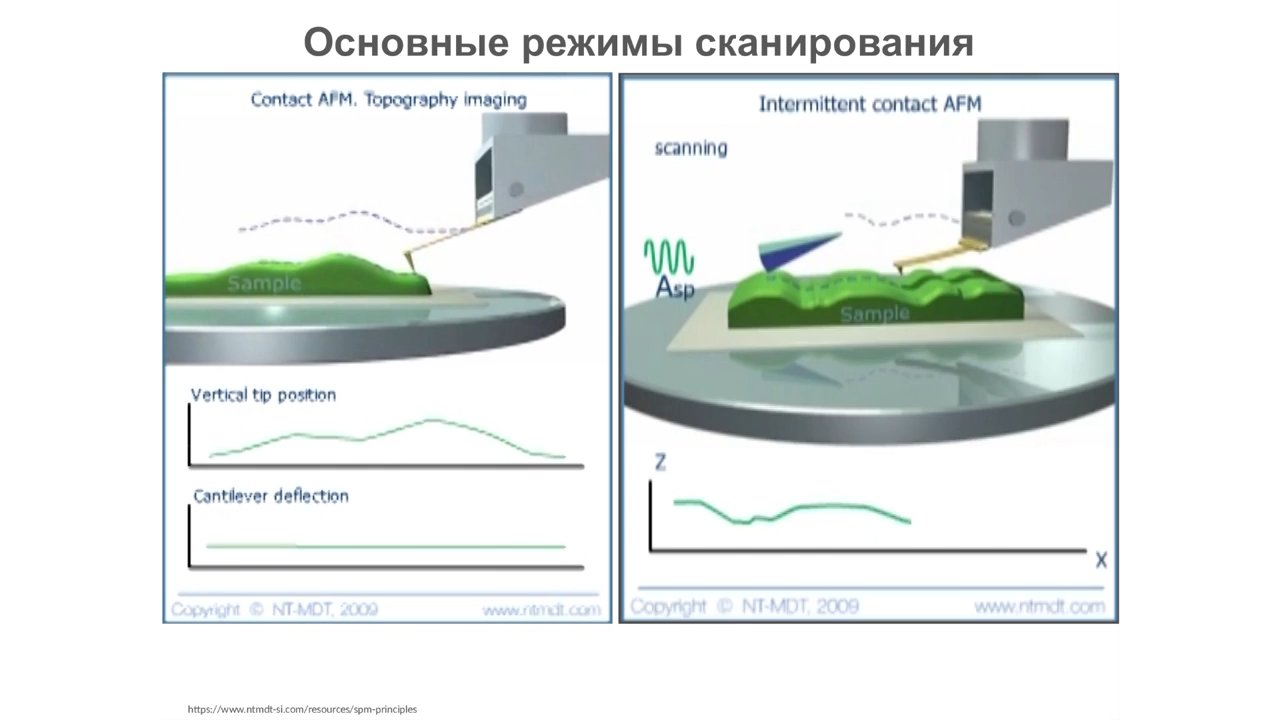 Основные режимы сканирования
Contact AFM. Topography imaging
Sample
Vertical tip position
Cantilever deflection
Copyright © NT-MDT, 2009 www.ntmdt.com
Intermittent contact AFM
scanning
Asp
Sample
Z
X
Copyright © NT-MDT, 2009 www.ntmdt.com
https://www.ntmdt-si.com/resources/spm-principles